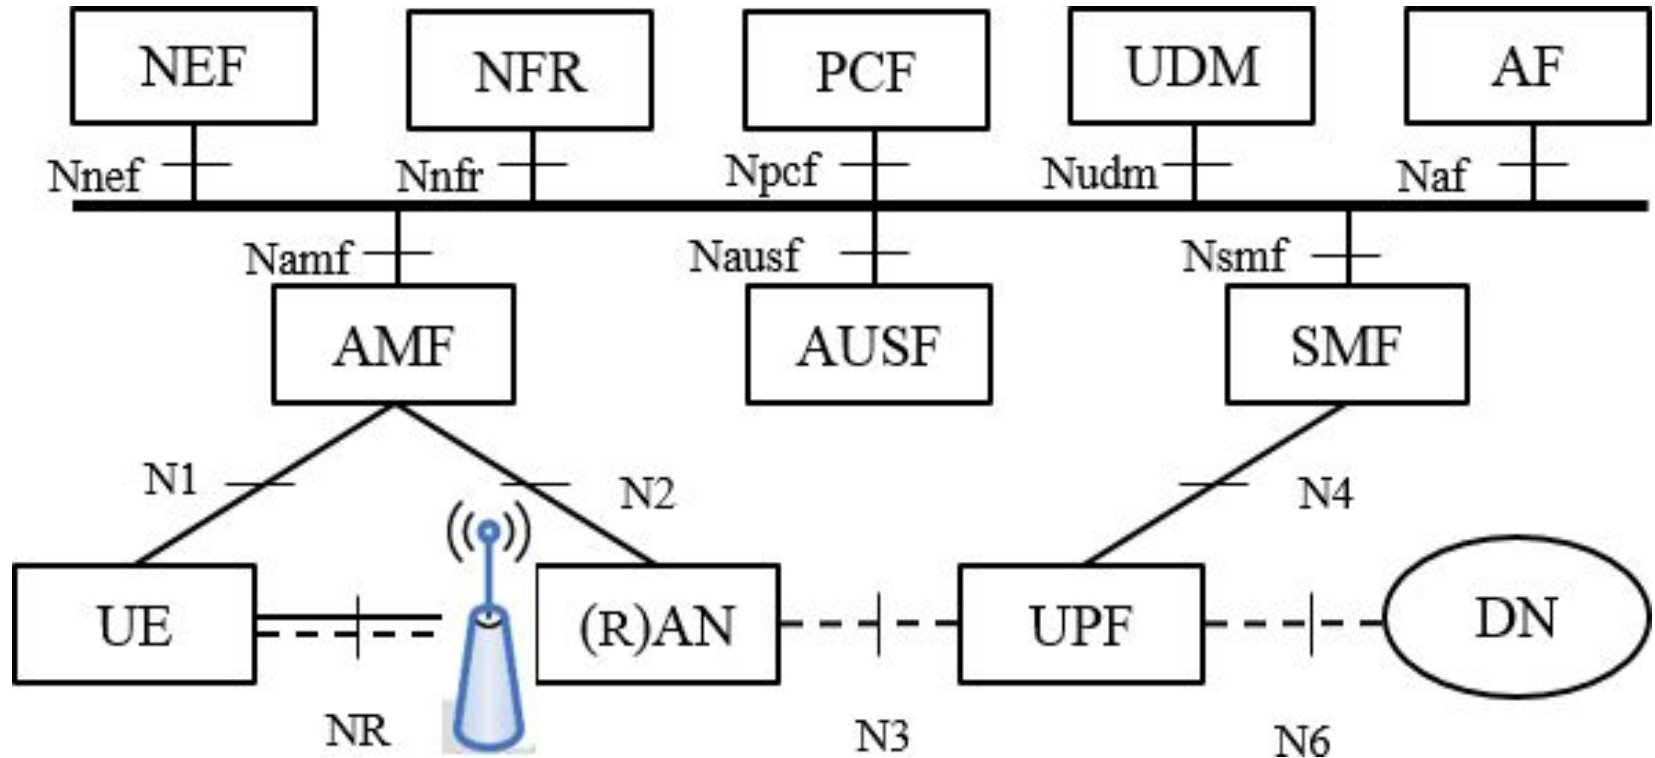 NEF
NFR
PCF
UDM
AF
Nnef
Nnfr
Npcf
Nudm
Naf
Namf
Nausf
Nsmf
AMF
AUSF
SMF
N1
N2
N4
UE
(R)AN
UPF
DN
NR
N3
N6